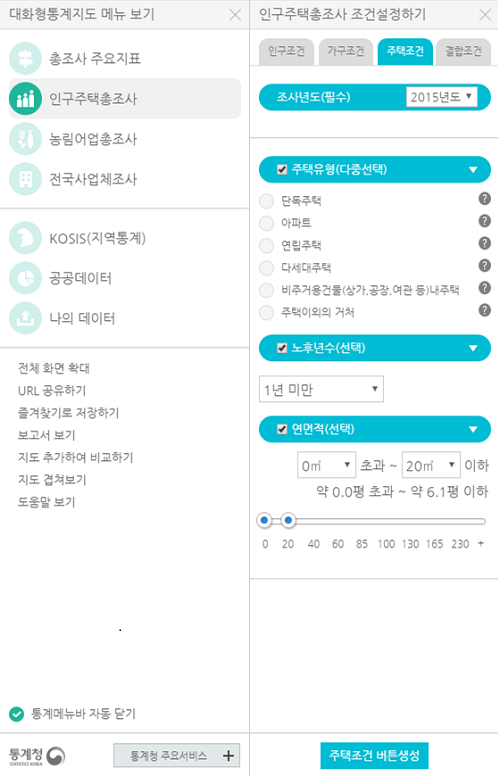 대화형통계지도 메뉴 보기
총조사 주요지표
인구주택총조사
농림어업총조사
전국사업체조사
KOSIS(지역통계)
공공데이터
나의 데이터
전체 화면 확대
URL 공유하기
즐겨찾기로 저장하기
보고서 보기
지도 추가하여 비교하기
지도 겹쳐보기
도움말 보기
통계메뉴바 자동 닫기
통계청
STATISTICS KOREA
통계청 주요서비스 +
인구주택총조사 조건설정하기
인구조건 가구조건 주택조건 결합조건
조사년도(필수) 2015년도
주택유형(다중선택)
단독주택 ?
아파트 ?
연립주택 ?
다세대주택 ?
비주거용건물(상가,공장,여관 등)내주택 ?
주택이외의 거처 ?
노후년수(선택)
1년 미만
연면적(선택)
0㎡ 초과 ~ 20㎡ 이하
약 0.0평 초과 ~ 약 6.1평 이하
0 20 40 60 85 100 130 165 230 +
주택조건 버튼생성